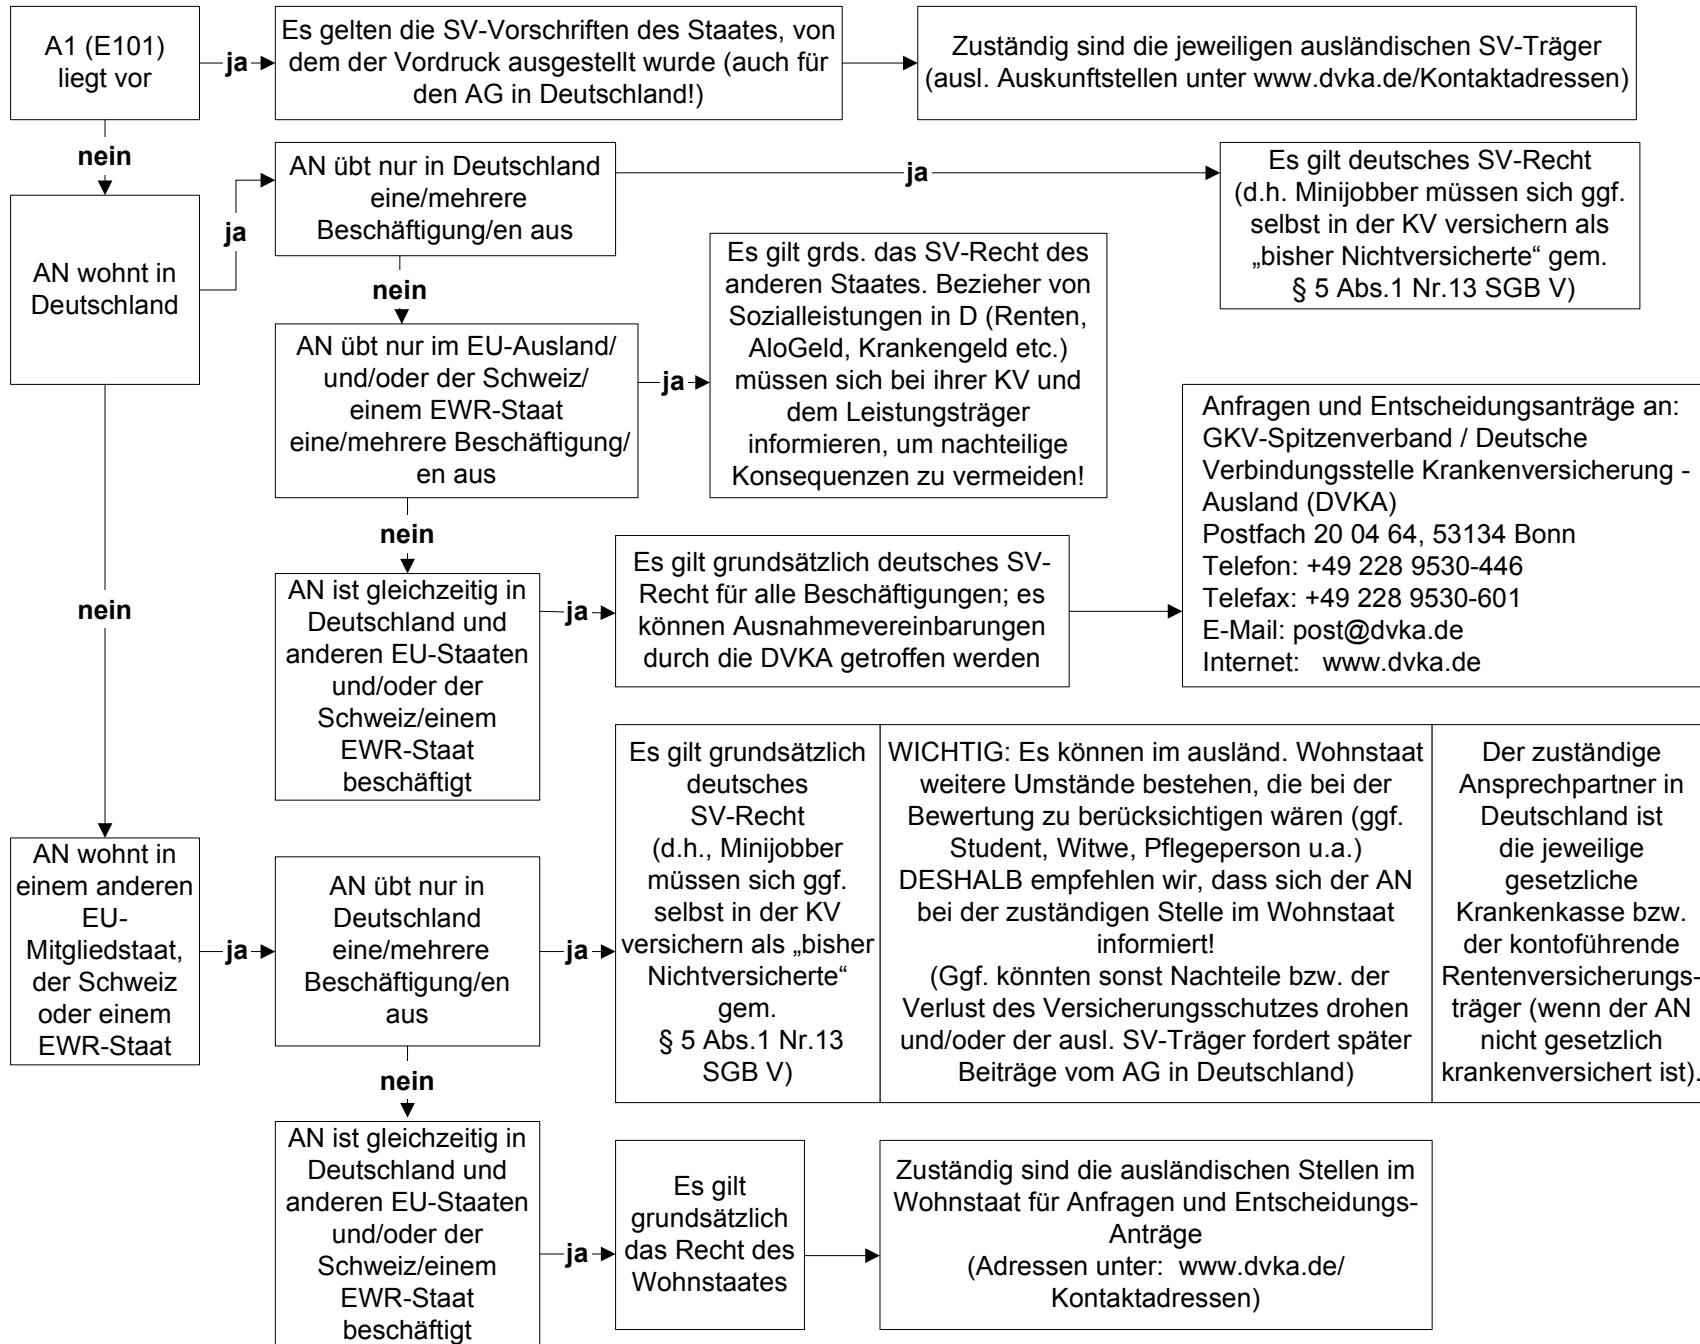 A1 (E101)
liegt vor
ja
Es gelten die SV-Vorschriften des Staates, von
dem der Vordruck ausgestellt wurde (auch für
den AG in Deutschland!)
Zuständig sind die jeweiligen ausländischen SV-Träger
(ausl. Auskunftstellen unter www.dvka.de/Kontaktadressen)
nein
AN wohnt in
Deutschland
ja
AN übt nur in Deutschland
eine/mehrere
Beschäftigung/en aus
ja
Es gilt deutsches SV-Recht
(d.h. Minijobber müssen sich ggf.
selbst in der KV versichern als
„bisher Nichtversicherte“ gem.
§ 5 Abs.1 Nr.13 SGB V)
nein
AN übt nur im EU-Ausland/
und/oder der Schweiz/
einem EWR-Staat
eine/mehrere Beschäftigung/
en aus
ja
Es gilt grds. das SV-Recht des
anderen Staates. Bezieher von
Sozialleistungen in D (Renten,
AloGeld, Krankengeld etc.)
müssen sich bei ihrer KV und
dem Leistungsträger
informieren, um nachteilige
Konsequenzen zu vermeiden!
nein
AN ist gleichzeitig in
Deutschland und
anderen EU-Staaten
und/oder der
Schweiz/einem
EWR-Staat
beschäftigt
ja
Es gilt grundsätzlich deutsches SV-
Recht für alle Beschäftigungen; es
können Ausnahmevereinbarungen
durch die DVKA getroffen werden
Anfragen und Entscheidungsanträge an:
GKV-Spitzenverband / Deutsche
Verbindungsstelle Krankenversicherung -
Ausland (DVKA)
Postfach 20 04 64, 53134 Bonn
Telefon: +49 228 9530-446
Telefax: +49 228 9530-601
E-Mail: post@dvka.de
Internet: www.dvka.de
nein
AN wohnt in
einem anderen
EU-
Mitgliedstaat,
der Schweiz
oder einem
EWR-Staat
ja
AN übt nur in
Deutschland
eine/mehrere
Beschäftigung/en
aus
ja
Es gilt grundsätzlich
deutsches
SV-Recht
(d.h., Minijobber
müssen sich ggf.
selbst in der KV
versichern als „bisher
Nichtversicherte“
gem.
§ 5 Abs.1 Nr.13
SGB V)
WICHTIG: Es können im ausländ. Wohnstaat
weitere Umstände bestehen, die bei der
Bewertung zu berücksichtigen wären (ggf.
Student, Witwe, Pflegeperson u.a.)
DESHALB empfehlen wir, dass sich der AN
bei der zuständigen Stelle im Wohnstaat
informiert!
(Ggf. könnten sonst Nachteile bzw. der
Verlust des Versicherungsschutzes drohen
und/oder der ausl. SV-Träger fordert später
Beiträge vom AG in Deutschland)
Der zuständige
Ansprechpartner in
Deutschland ist
die jeweilige
gesetzliche
Krankenkasse bzw.
der kontoführende
Rentenversicherungs-
träger (wenn der AN
nicht gesetzlich
krankenversichert ist).
nein
AN ist gleichzeitig in
Deutschland und
anderen EU-Staaten
und/oder der
Schweiz/einem
EWR-Staat
beschäftigt
ja
Es gilt
grundsätzlich
das Recht des
Wohnstaates
Zuständig sind die ausländischen Stellen im
Wohnstaat für Anfragen und Entscheidungs-
Anträge
(Adressen unter: www.dvka.de/
Kontaktadressen)